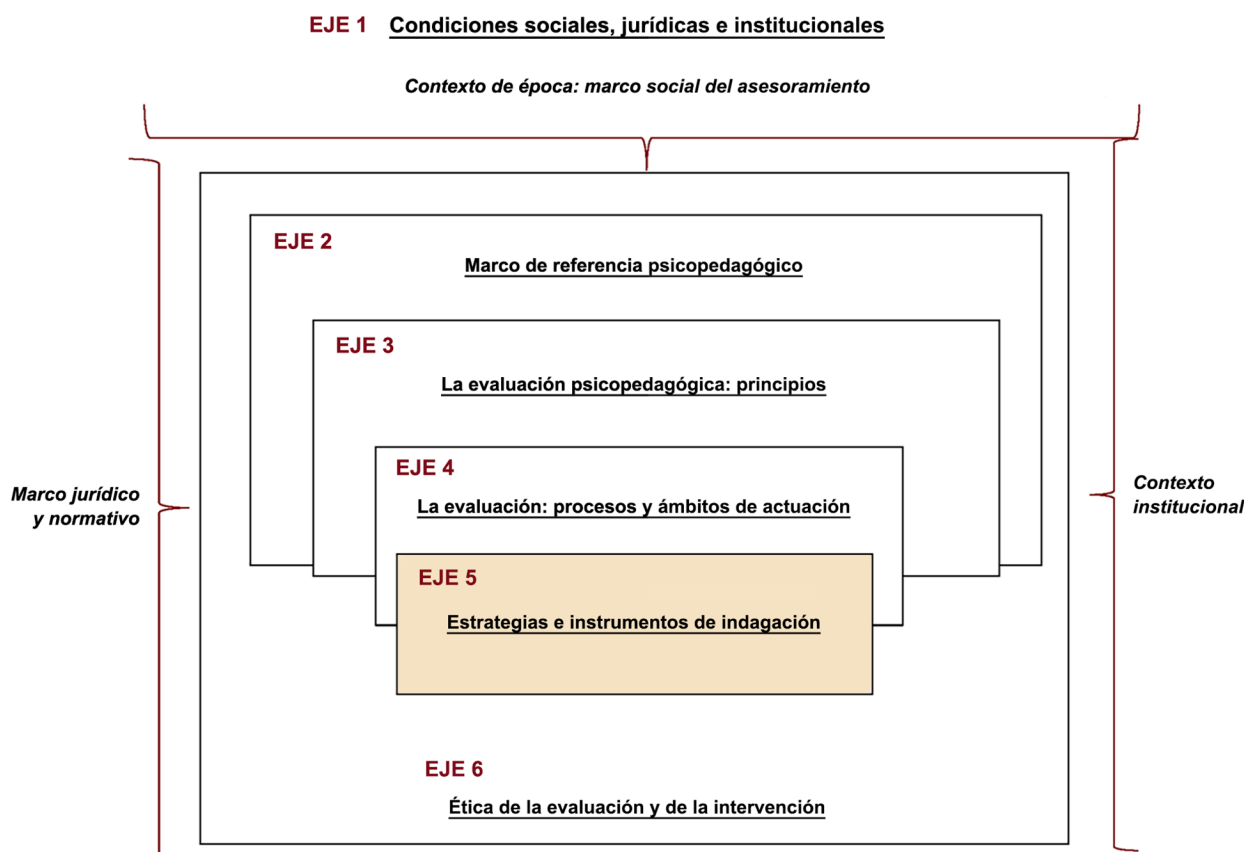 EJE 1 Condiciones sociales, jurídicas e institucionales
Contexto de época: marco social del asesoramiento
EJE 2
Marco de referencia psicopedagógico
EJE 3
La evaluación psicopedagógica: principios
EJE 4
La evaluación: procesos y ámbitos de actuación
Marco jurídico
y normativo
Contexto
institucional
EJE 5
Estrategias e instrumentos de indagación
EJE 6
Ética de la evaluación y de la intervención